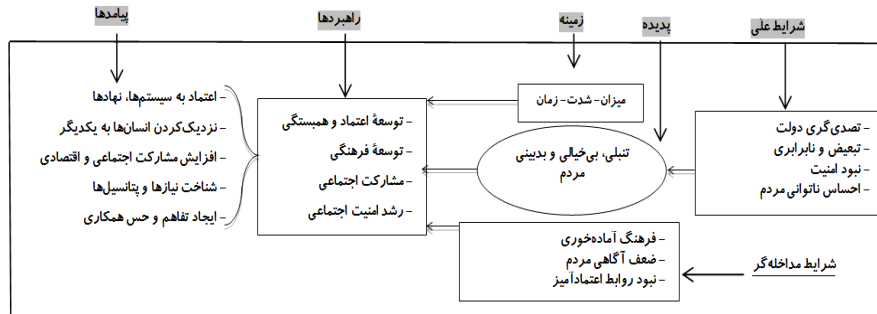 شرایط علّی
پدیده
زمینه
راهبردها
پیامدها
- تصدی‌گری دولت
- تبعیض و نابرابری
- نبود امنیت
- احساس ناتوانی مردم
میزان- شدت- زمان
تنبلی، بی‌خیالی و بدبینی
مردم
- فرهنگ آماده‌خوری
- ضعف آگاهی مردم
- نبود روابط اعتمادآمیز
شرایط مداخله‌گر
- توسعۀ اعتماد و همبستگی
- توسعۀ فرهنگی
- مشارکت اجتماعی
- رشد امنیت اجتماعی
- اعتماد به سیستم‌ها، نهادها
- نزدیک‌کردن انسان‌ها به یکدیگر
- افزایش مشارکت اجتماعی و اقتصادی
- شناخت نیازها و پتانسیل‌ها
- ایجاد تفاهم و حس همکاری